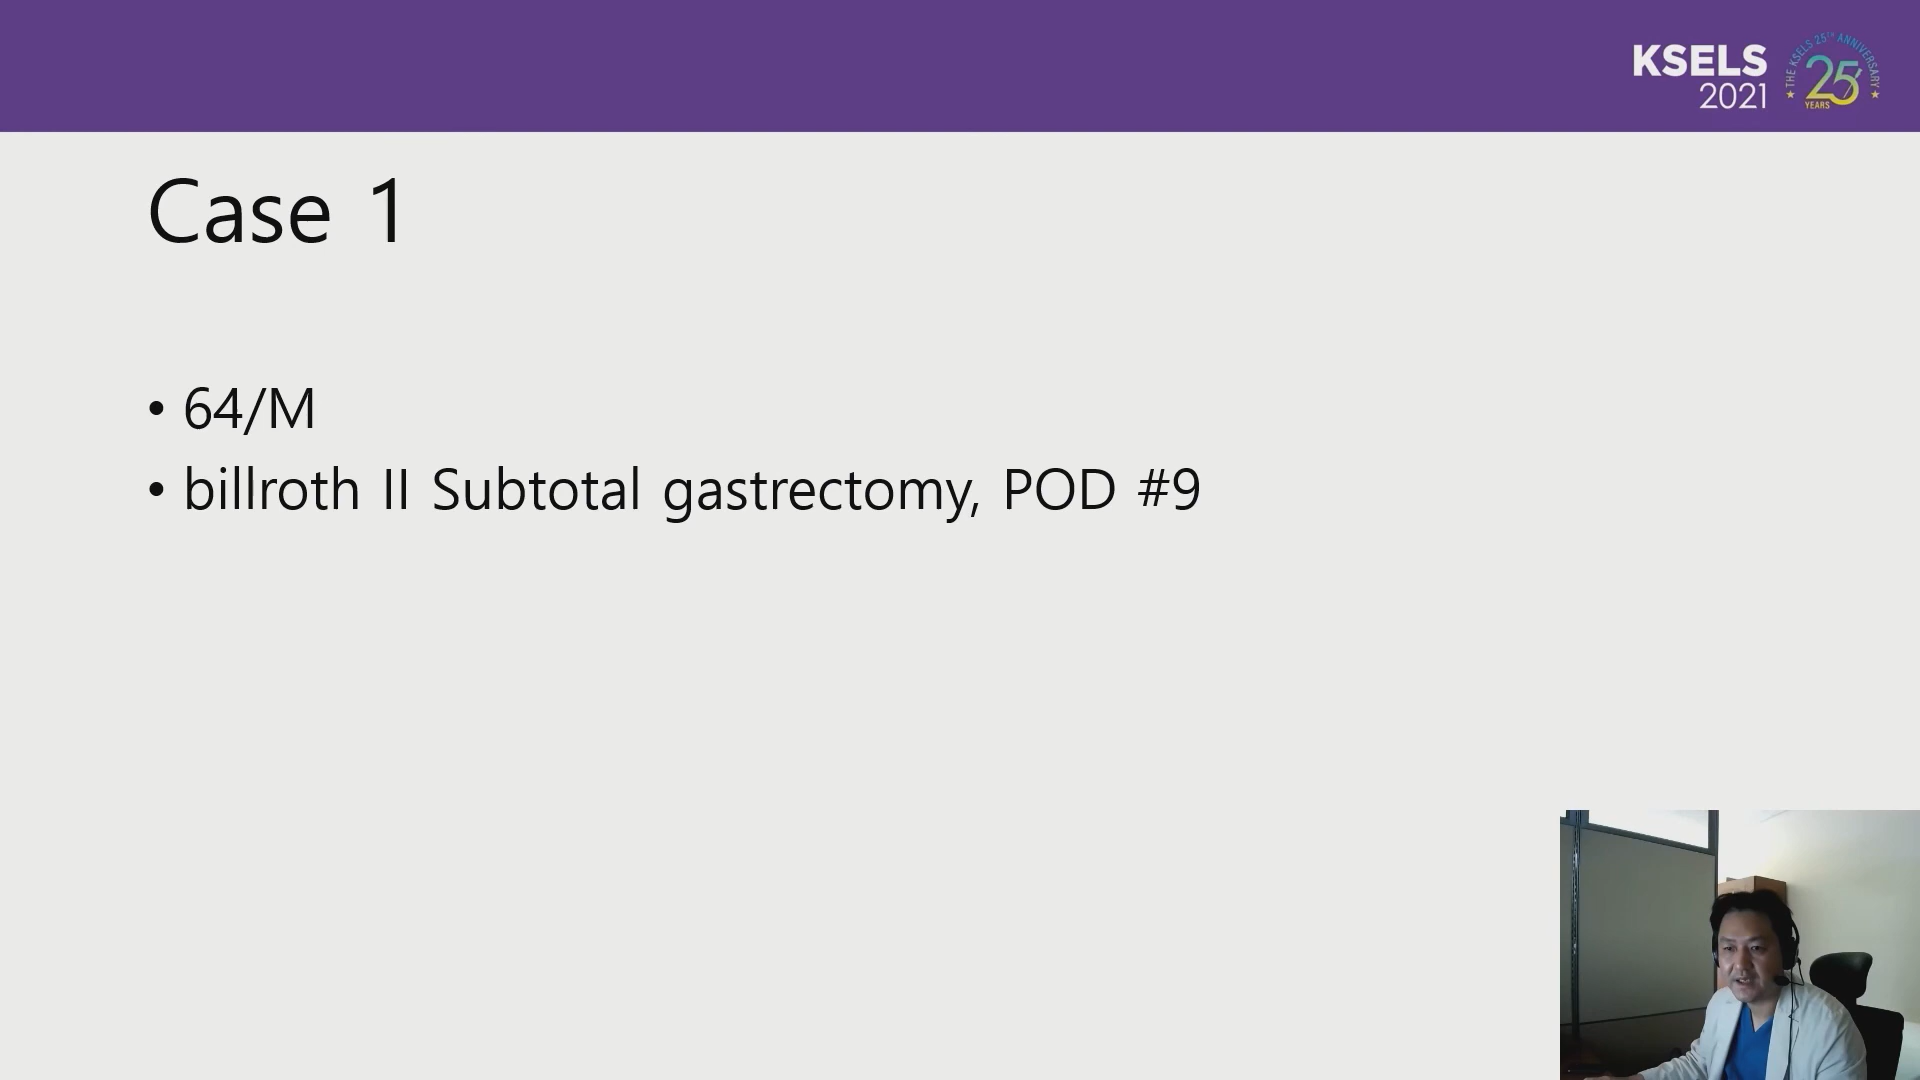 KSELS
2021
THE KSELS 25TH ANNIVERSARY
25
YEARS
Case 1
• 64/M
• billroth II Subtotal gastrectomy, POD #9